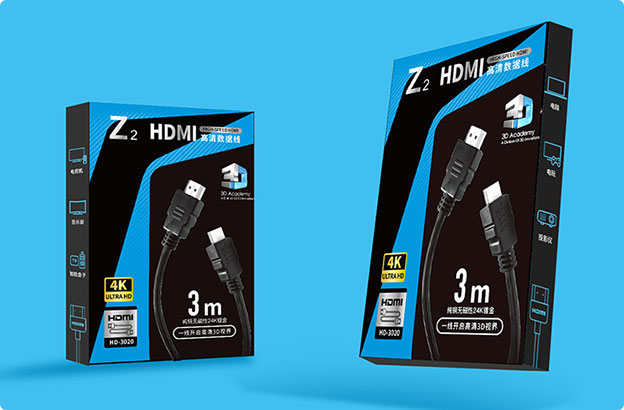 Z2 HDMI
HIGH-SPEED HDMI
高清数据线
3D Academy
电视机
显示屏
智能盒子
TV
HDMI
4K
ULTRA HD
HDMI
HD-3020
3m
纯铜无磁性24K镀金
一线开启高清3D视界
Z2 HDMI
HIGH-SPEED HDMI
高清数据线
3D
3D Academy
A Division Of 3D Innovations
4K
ULTRA HD
HDMI
HD-3020
3m
纯铜无磁性24K镀金
一线开启高清3D视界
电脑
电玩
投影仪
HDMI